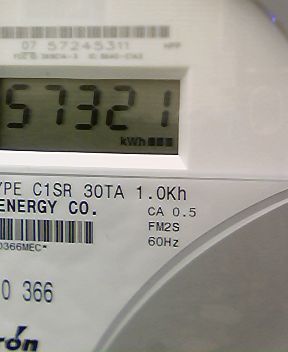 07 57245311
57321
kWh
YPE C1SR 30TA 1.0Kh
ENERGY CO.
CA 0.5
FM2S
60Hz
0366MEC*
0 366
ron